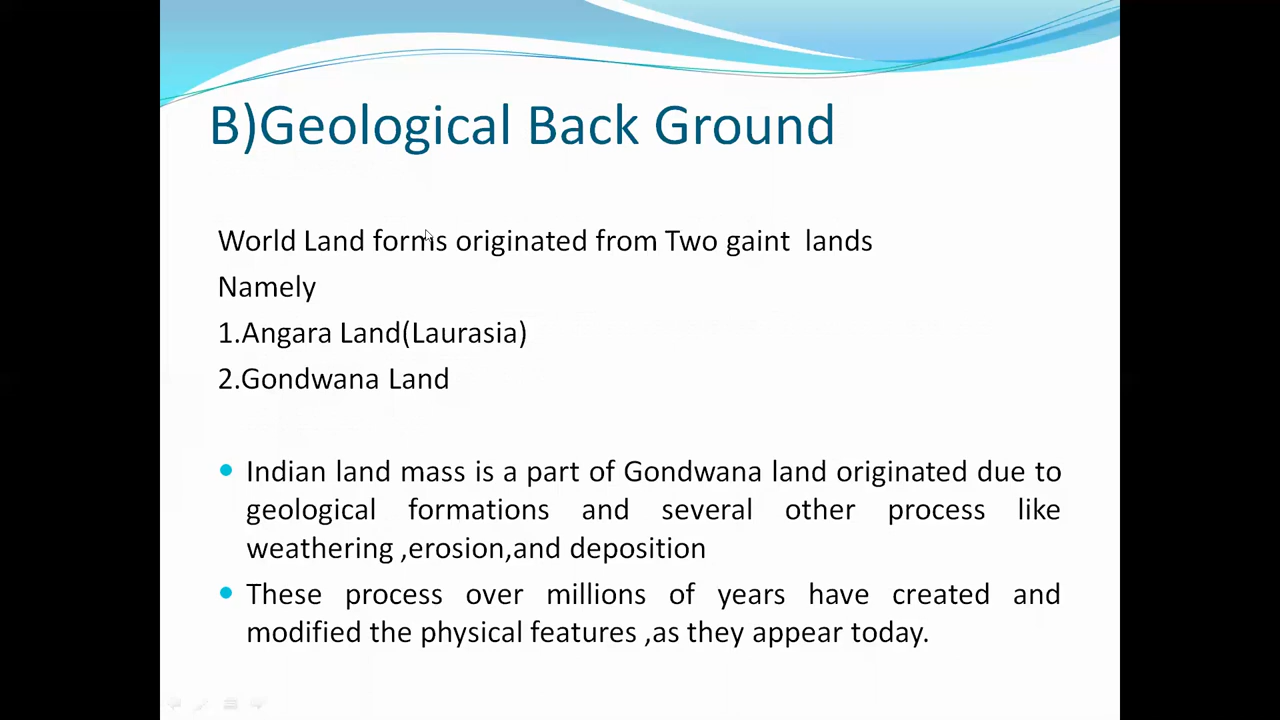 B)Geological Back Ground
World Land forms originated from Two gaint lands
Namely
1.Angara Land(Laurasia)
2.Gondwana Land
• Indian land mass is a part of Gondwana land originated due to
geological formations and several other process like
weathering ,erosion,and deposition
• These process over millions of years have created and
modified the physical features ,as they appear today.